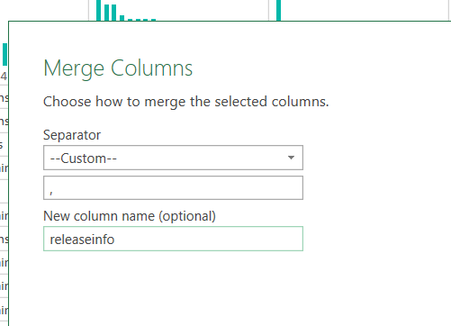 Merge Columns
Choose how to merge the selected columns.
Separator
--Custom--
,
New column name (optional)
releaseinfo